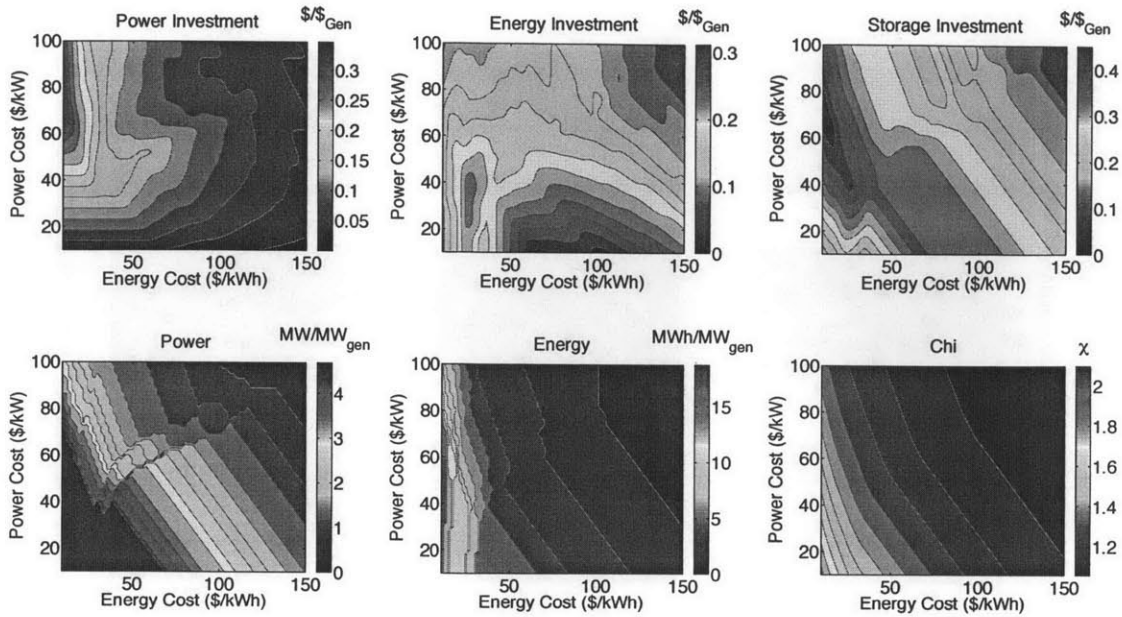 Power Investment
$/$Gen
100
80
60
40
20
Power Cost ($/kW)
50 100 150
Energy Cost ($/kWh)
0.3
0.25
0.2
0.15
0.1
0.05
Energy Investment
$/$Gen
100
80
60
40
20
Power Cost ($/kW)
50 100 150
Energy Cost ($/kWh)
0.3
0.2
0.1
0
Storage Investment
$/$Gen
100
80
60
40
20
Power Cost ($/kW)
50 100 150
Energy Cost ($/kWh)
0.4
0.3
0.2
0.1
0
Power
MW/MWgen
100
80
60
40
20
Power Cost ($/kW)
50 100 150
Energy Cost ($/kWh)
4
3
2
1
0
Energy
MWh/MWgen
100
80
60
40
20
Power Cost ($/kW)
50 100 150
Energy Cost ($/kWh)
15
10
5
0
Chi
χ
100
80
60
40
20
Power Cost ($/kW)
50 100 150
Energy Cost ($/kWh)
2
1.8
1.6
1.4
1.2